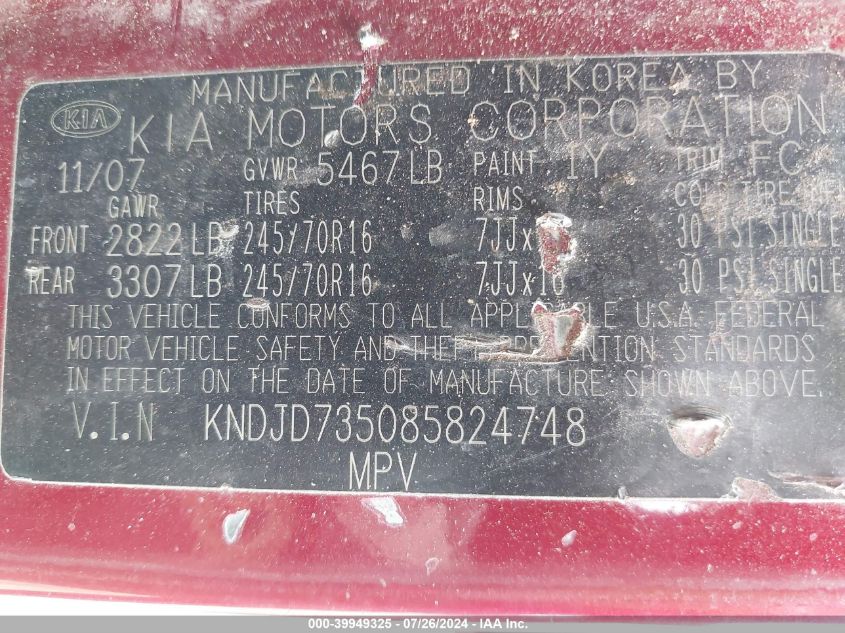 MANUFACTURED IN KOREA BY
KIA KIA MOTORS CORPORATION
11/07 GVWR 5467LB PAINT 1Y TRIM FC
GAWR TIRES RIMS COLD TIRE
FRONT 2822LB 245/70R16 7JJx 30 PSI,SINGLE
REAR 3307LB 245/70R16 7JJx16 30 PSI,SINGLE
THIS VEHICLE CONFORMS TO ALL APPLICABLE U.S.A. FEDERAL
MOTOR VEHICLE SAFETY AND THEFT PREVENTION STANDARDS
IN EFFECT ON THE DATE OF MANUFACTURE SHOWN ABOVE.
V.I.N KNDJD735085824748
MPV
000-39949325 - 07/26/2024 - IAA, Inc.